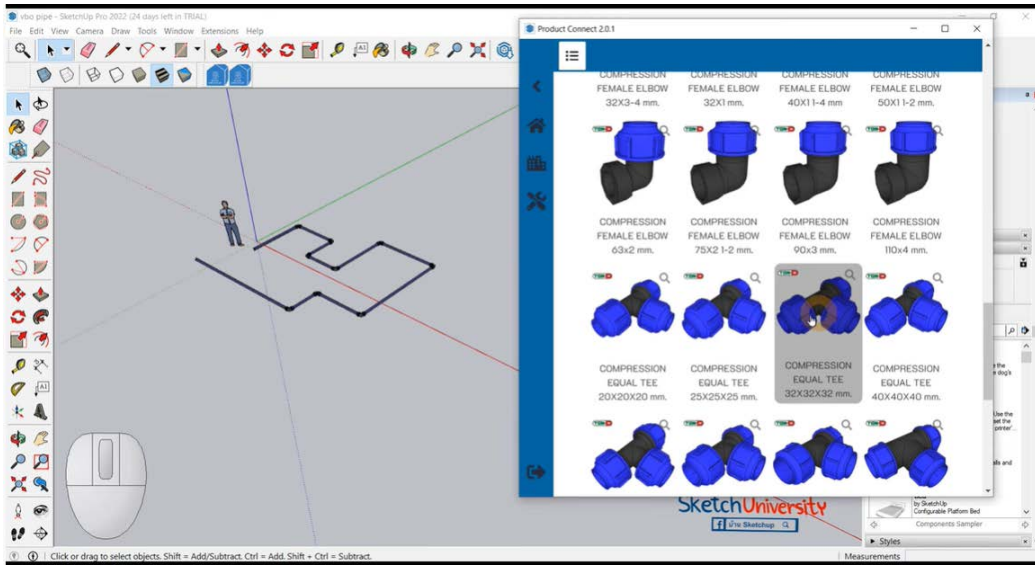 vbo pipe - SketchUp Pro 2022 (24 days left in TRIAL)
File Edit View Camera Draw Tools Window Extensions Help
Product Connect 2.0.1
COMPRESSION FEMALE ELBOW 32X3-4 mm.
COMPRESSION FEMALE ELBOW 32X1 mm.
COMPRESSION FEMALE ELBOW 40X1 1-4 mm
COMPRESSION FEMALE ELBOW 50X1 1-2 mm.
COMPRESSION FEMALE ELBOW 63x2 mm.
COMPRESSION FEMALE ELBOW 75X2 1-2 mm.
COMPRESSION FEMALE ELBOW 90x3 mm.
COMPRESSION FEMALE ELBOW 110x4 mm.
COMPRESSION EQUAL TEE 20X20X20 mm.
COMPRESSION EQUAL TEE 25X25X25 mm.
COMPRESSION EQUAL TEE 32X32X32 mm.
COMPRESSION EQUAL TEE 40X40X40 mm.
SketchUniversity
f บ้าน Sketchup
by SketchUp
Configurable Platform Bed
Components Sampler
Styles
Click or drag to select objects. Shift = Add/Subtract. Ctrl = Add. Shift + Ctrl = Subtract.
Measurements